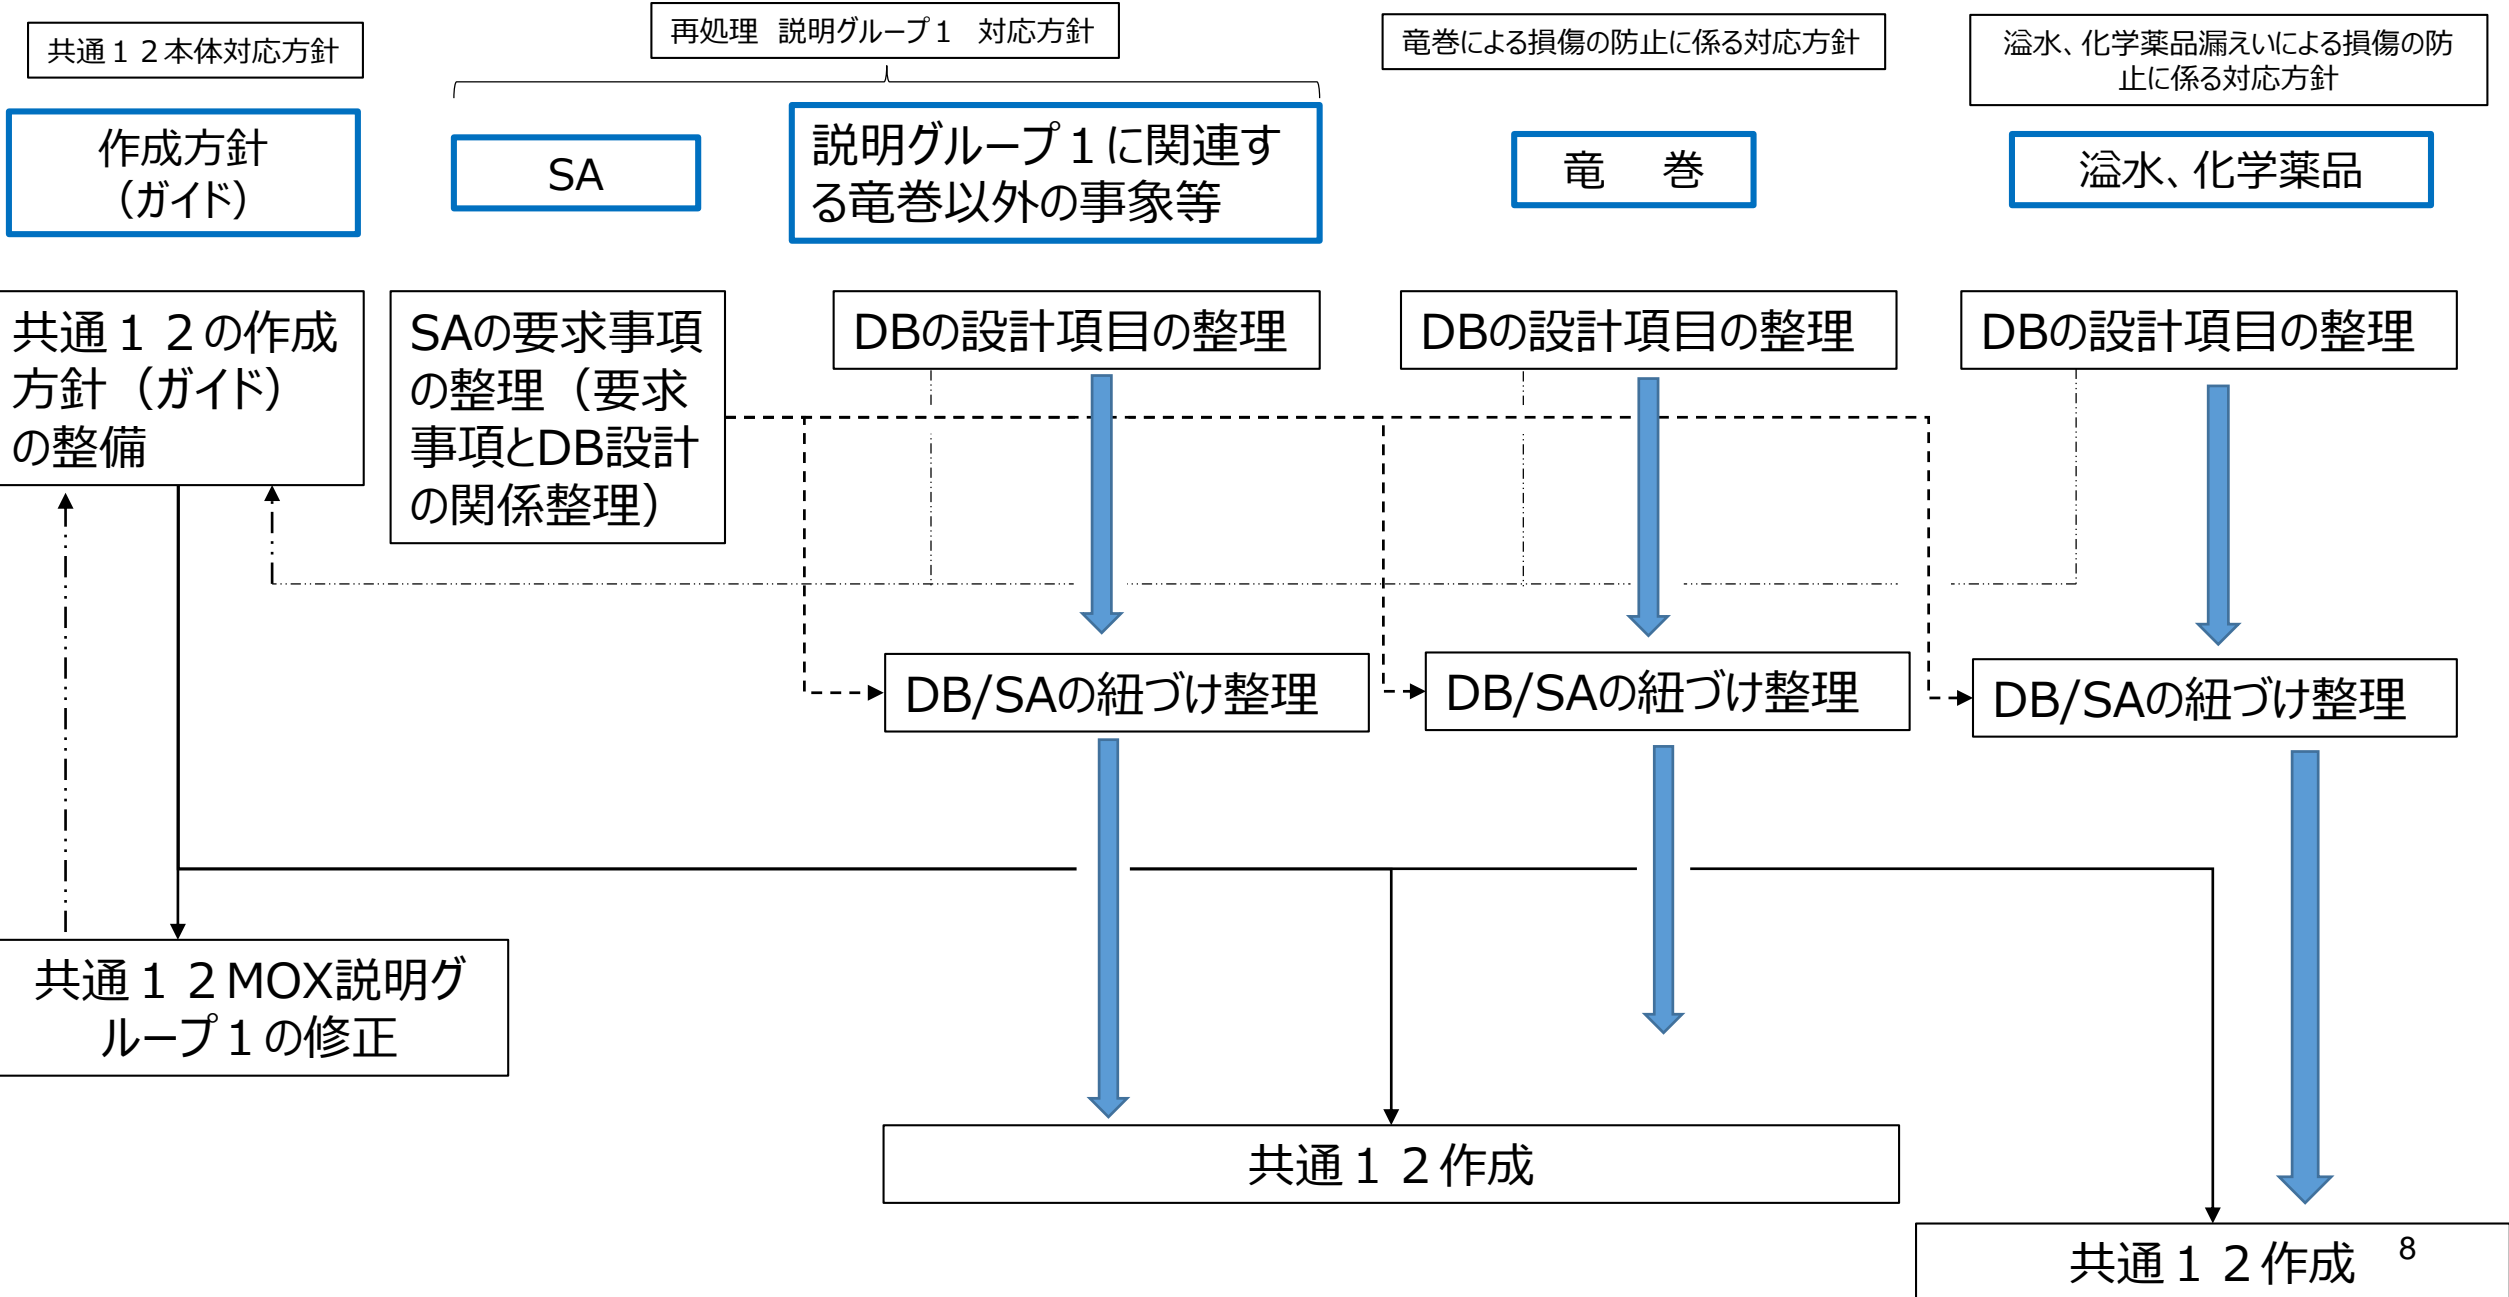 共通１２本体対応方針
再処理　説明グループ１　対応方針
竜巻による損傷の防止に係る対応方針
溢水、化学薬品漏えいによる損傷の防
止に係る対応方針
作成方針
（ガイド）
SA
説明グループ１に関連す
る竜巻以外の事象等
竜　巻
溢水、化学薬品
共通１２の作成
方針（ガイド）
の整備
SAの要求事項
の整理（要求
事項とDB設計
の関係整理）
DBの設計項目の整理
DBの設計項目の整理
DBの設計項目の整理
DB/SAの紐づけ整理
DB/SAの紐づけ整理
DB/SAの紐づけ整理
共通１２MOX説明グ
ループ１の修正
共通１２作成
共通１２作成
8